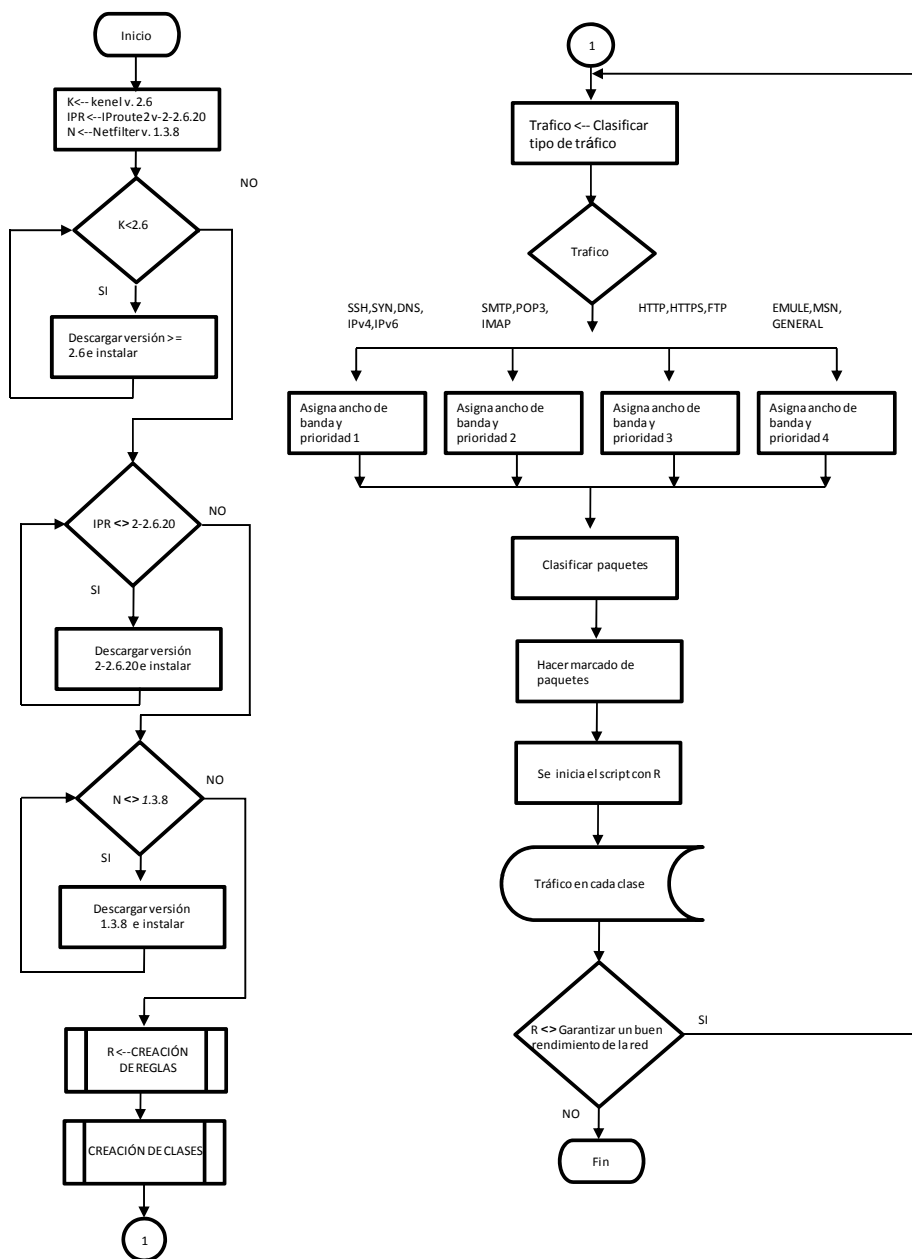 Inicio
K<-- kenel v. 2.6
IPR <--IProute2 v-2-2.6.20
N <--Netfilter v. 1.3.8
NO
K<2.6
SI
Descargar versión >=
2.6 e instalar
IPR <> 2-2.6.20
NO
SI
Descargar versión
2-2.6.20 e instalar
N <> 1.3.8
NO
SI
Descargar versión
1.3.8 e instalar
R <--CREACIÓN
DE REGLAS
CREACIÓN DE CLASES
1
1
Trafico <-- Clasificar
tipo de tráfico
Trafico
SSH,SYN,DNS,
IPv4,IPv6
SMTP,POP3,
IMAP
HTTP,HTTPS,FTP
EMULE,MSN,
GENERAL
Asigna ancho de
banda y
prioridad 1
Asigna ancho de
banda y
prioridad 2
Asigna ancho de
banda y
prioridad 3
Asigna ancho de
banda y
prioridad 4
Clasificar paquetes
Hacer marcado de
paquetes
Se inicia el script con R
Tráfico en cada clase
R <> Garantizar un buen
rendimiento de la red
SI
NO
Fin